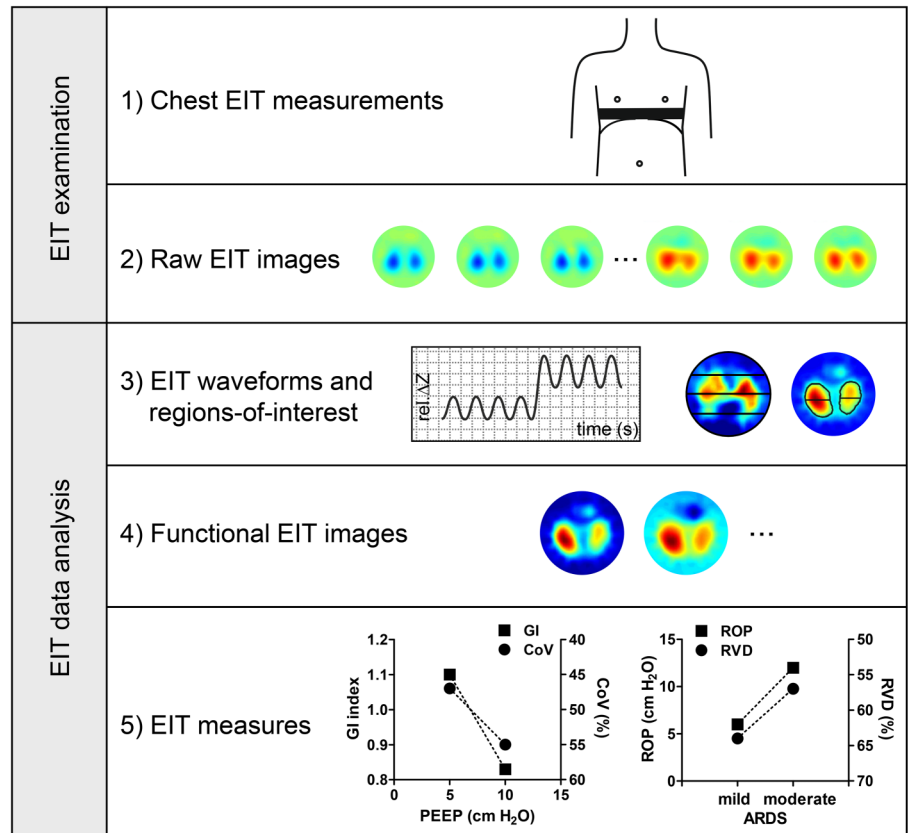 EIT examination
1) Chest EIT measurements
2) Raw EIT images
...
EIT data analysis
3) EIT waveforms and
regions-of-interest
rel.ΔZ
time (s)
4) Functional EIT images
...
5) EIT measures
GI
CoV
GI index
1.2
1.1
1.0
0.9
0.8
0
5
10
15
PEEP (cm H₂O)
40
45
50
55
60
CoV (%)
ROP
RVD
ROP (cm H₂O)
15
10
5
0
mild moderate
ARDS
50
54
62
65
70
RVD (%)